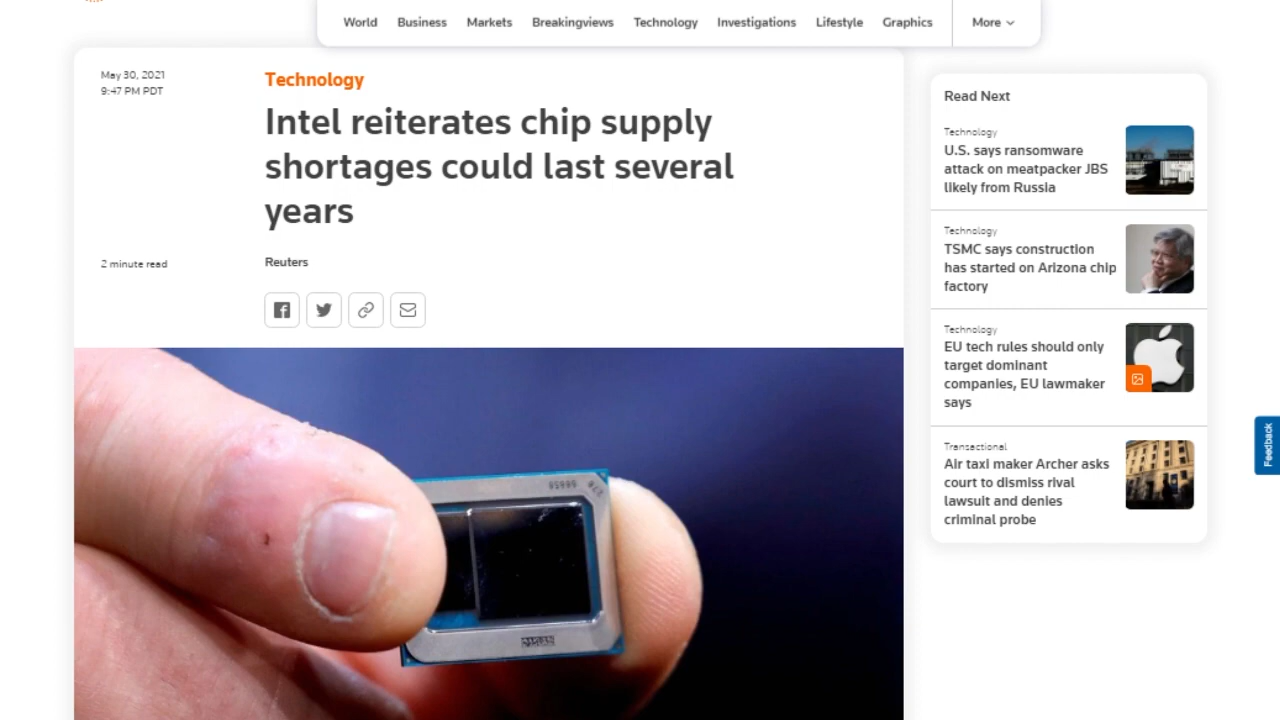 World Business Markets Breakingviews Technology Investigations Lifestyle Graphics More
May 30, 2021
9:47 PM PDT
Technology
Intel reiterates chip supply
shortages could last several
years
2 minute read
Reuters
Read Next
Technology
U.S. says ransomware
attack on meatpacker JBS
likely from Russia
Technology
TSMC says construction
has started on Arizona chip
factory
Technology
EU tech rules should only
target dominant
companies, EU lawmaker
says
Transactional
Air taxi maker Archer asks
court to dismiss rival
lawsuit and denies
criminal probe
Feedback